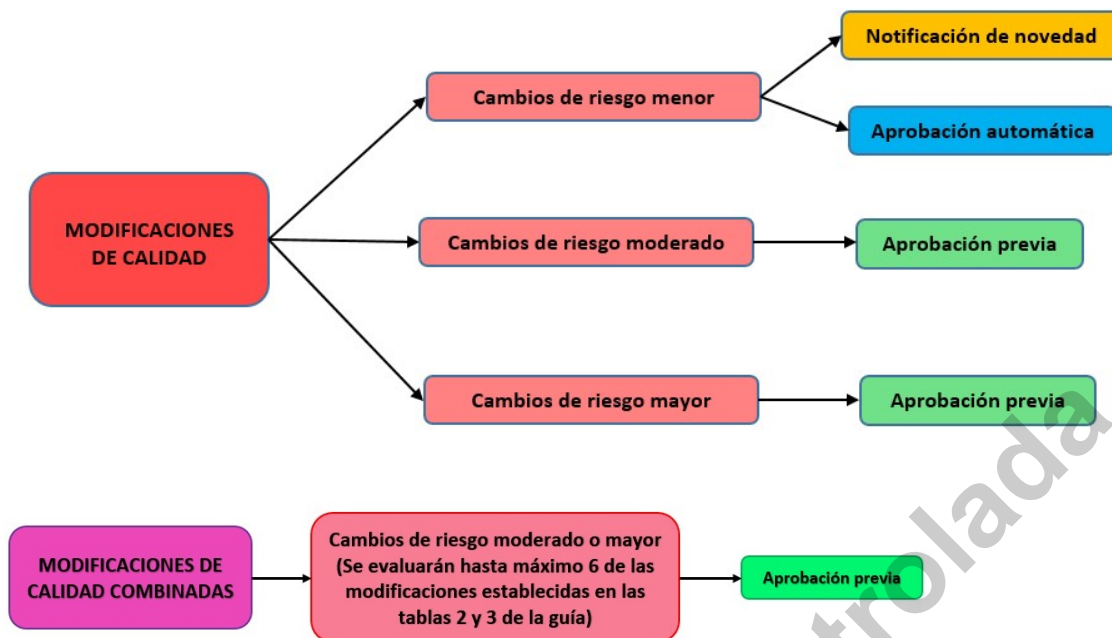 Notificación de novedad
Cambios de riesgo menor
Aprobación automática
MODIFICACIONES
DE CALIDAD
Cambios de riesgo moderado
Aprobación previa
Cambios de riesgo mayor
Aprobación previa
MODIFICACIONES DE
CALIDAD COMBINADAS
Cambios de riesgo moderado o mayor
(Se evaluarán hasta máximo 6 de las
modificaciones establecidas en las
tablas 2 y 3 de la guía)
Aprobación previa
trolada